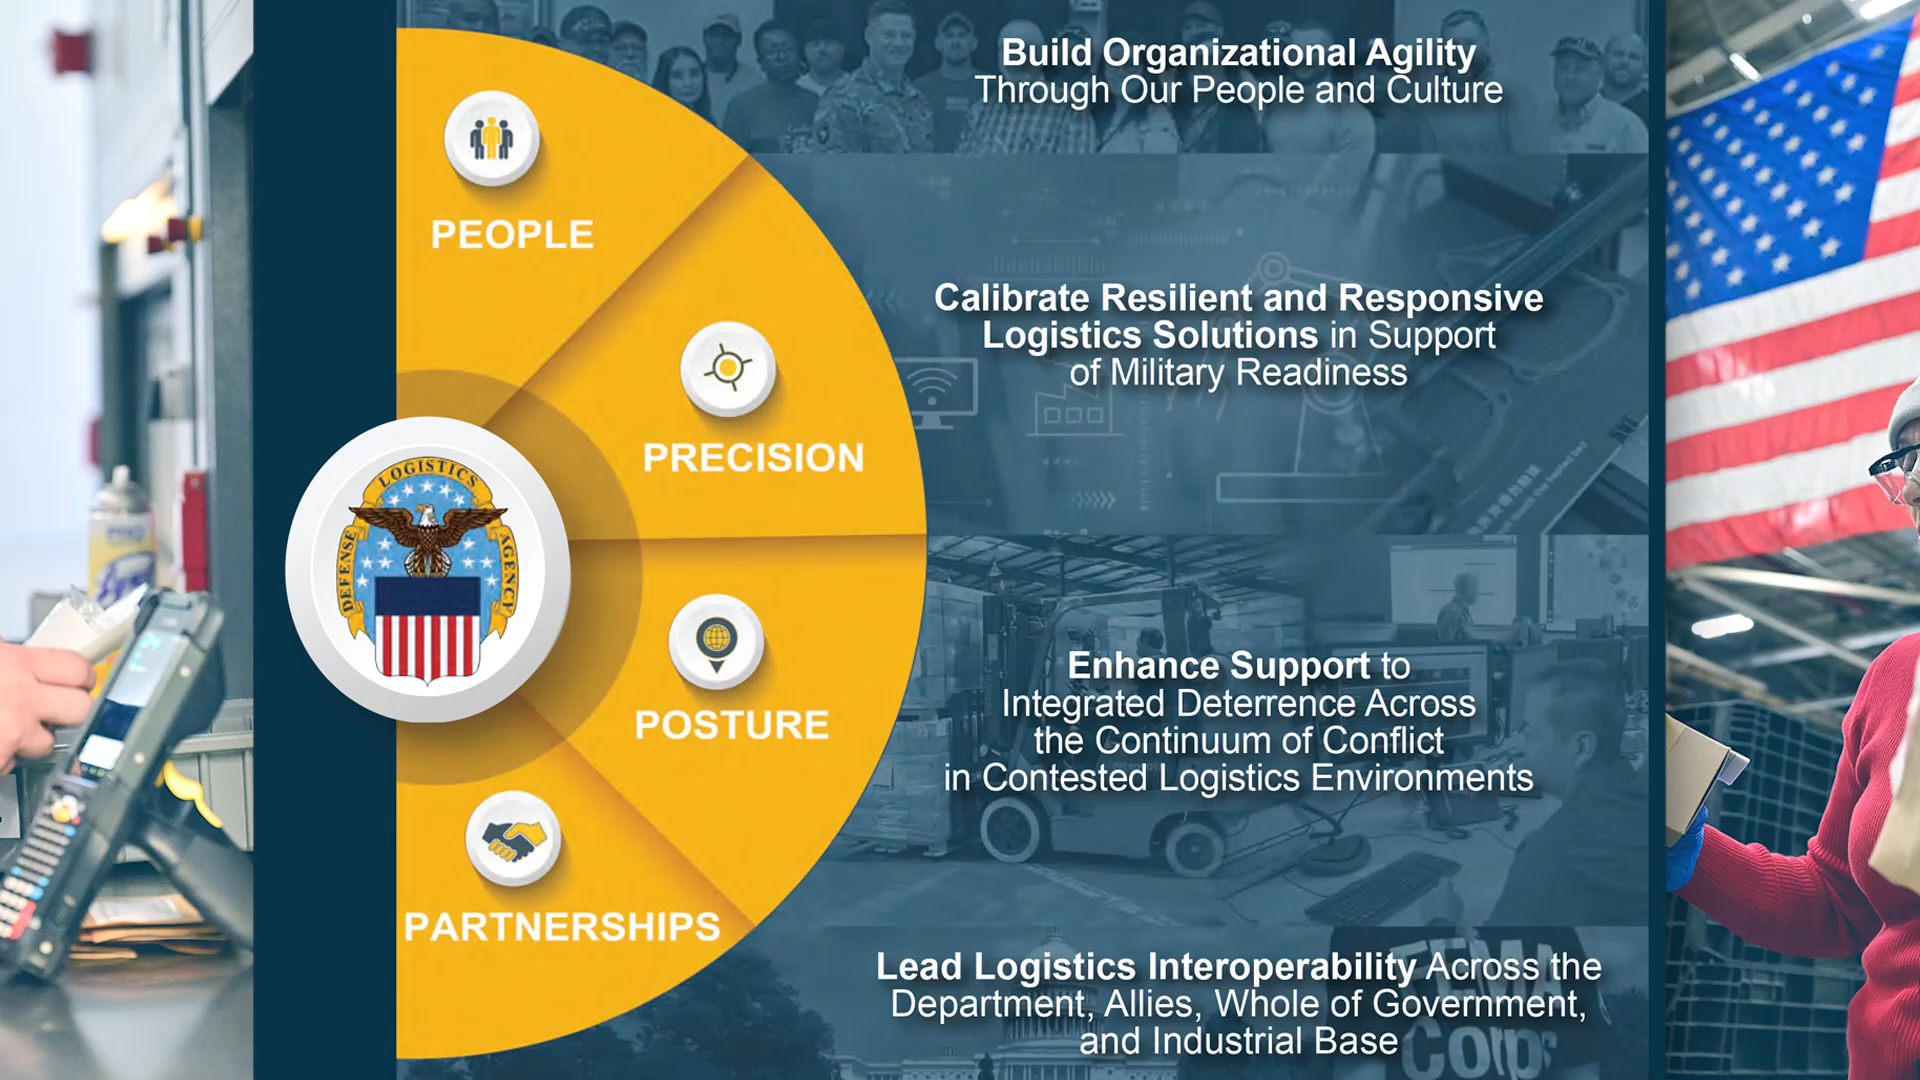 Build Organizational Agility
Through Our People and Culture
PEOPLE
Calibrate Resilient and Responsive
Logistics Solutions in Support
of Military Readiness
PRECISION
LOGISTICS
DEFENSE
AGENCY
Enhance Support to
Integrated Deterrence Across
the Continuum of Conflict
in Contested Logistics Environments
POSTURE
PARTNERSHIPS
Lead Logistics Interoperability Across the
Department, Allies, Whole of Government,
and Industrial Base
FEMA
Corps